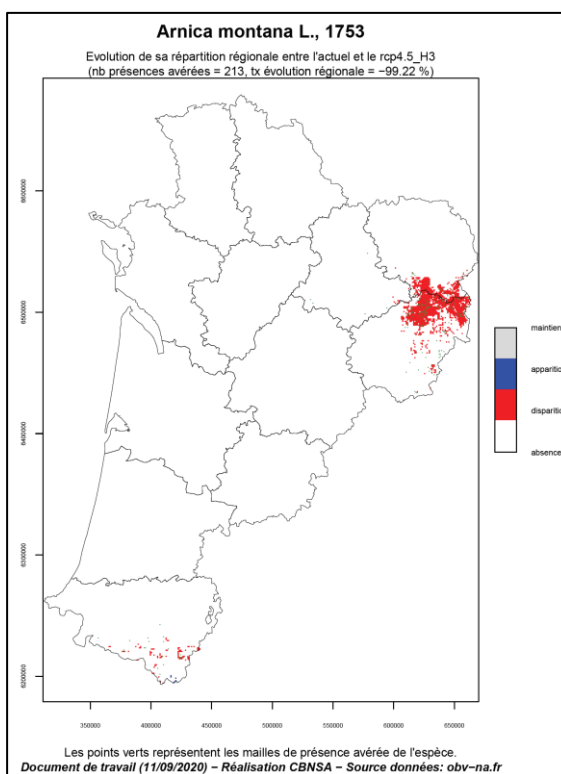 Arnica montana L., 1753
Evolution de sa répartition régionale entre l'actuel et le rcp4.5_H3
(nb présences avérées = 213, tx évolution régionale = −99.22 %)
6600000
6500000
6400000
6300000
6200000
maintien
apparition
disparition
absence
350000 400000 450000 500000 550000 600000 650000
Les points verts représentent les mailles de présence avérée de l'espèce.
Document de travail (11/09/2020) − Réalisation CBNSA − Source données: obv−na.fr